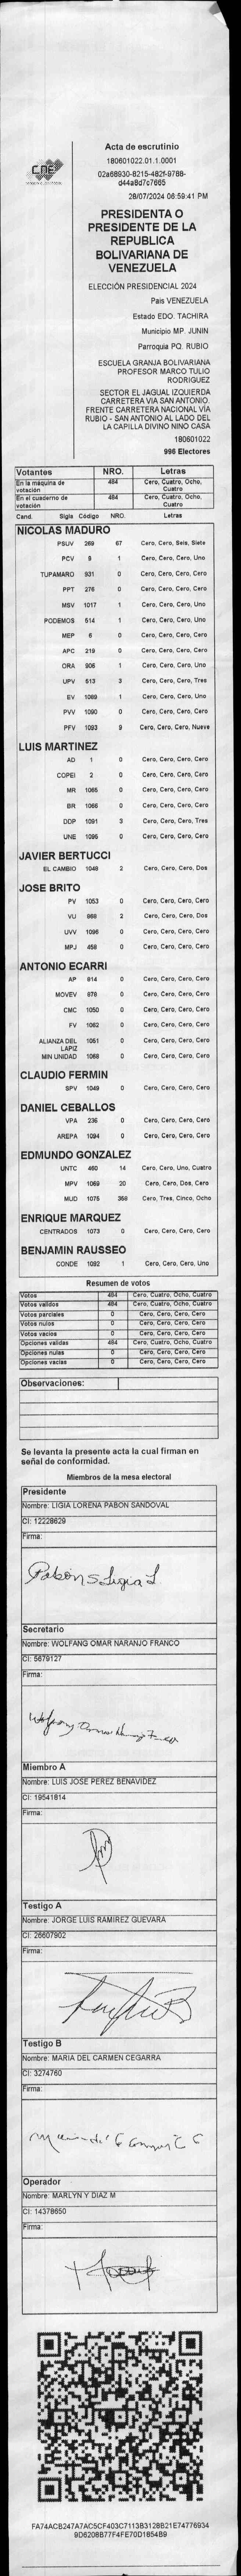 CNE
Acta de escrutinio
180601022.01.1.0001
02a68930-8215-482f-9788-
d44a8d7c7665
28/07/2024 06:59:41 PM
PRESIDENTA O
PRESIDENTE DE LA
REPUBLICA
BOLIVARIANA DE
VENEZUELA
ELECCIÓN PRESIDENCIAL 2024
Pais VENEZUELA
Estado EDO. TACHIRA
Municipio MP. JUNIN
Parroquia PQ. RUBIO
ESCUELA GRANJA BOLIVARIANA
PROFESOR MARCO TULIO
RODRIGUEZ
SECTOR EL JAGUAL IZQUIERDA
CARRETERA VIA SAN ANTONIO.
FRENTE CARRETERA NACIONAL VÍA
RUBIO - SAN ANTONIO AL LADO DEL
LA CAPILLA DIVINO NINO CASA
180601022
996 Electores
Votantes NRO. Letras
En la máquina de votación 484 Cero, Cuatro, Ocho, Cuatro
En el cuaderno de votación 484 Cero, Cuatro, Ocho, Cuatro
Cand. Sigla Código NRO. Letras
NICOLAS MADURO
PSUV 269 67 Cero, Cero, Seis, Siete
PCV 9 1 Cero, Cero, Cero, Uno
TUPAMARO 931 0 Cero, Cero, Cero, Cero
PPT 276 0 Cero, Cero, Cero, Cero
MSV 1017 1 Cero, Cero, Cero, Uno
PODEMOS 514 1 Cero, Cero, Cero, Uno
MEP 6 0 Cero, Cero, Cero, Cero
APC 219 0 Cero, Cero, Cero, Cero
ORA 906 1 Cero, Cero, Cero, Uno
UPV 513 3 Cero, Cero, Cero, Tres
EV 1089 1 Cero, Cero, Cero, Uno
PVV 1090 0 Cero, Cero, Cero, Cero
PFV 1093 9 Cero, Cero, Cero, Nueve
LUIS MARTINEZ
AD 1 0 Cero, Cero, Cero, Cero
COPEI 2 0 Cero, Cero, Cero, Cero
MR 1065 0 Cero, Cero, Cero, Cero
BR 1066 0 Cero, Cero, Cero, Cero
DDP 1091 3 Cero, Cero, Cero, Tres
UNE 1095 0 Cero, Cero, Cero, Cero
JAVIER BERTUCCI
EL CAMBIO 1048 2 Cero, Cero, Cero, Dos
JOSE BRITO
PV 1053 0 Cero, Cero, Cero, Cero
VU 868 2 Cero, Cero, Cero, Dos
UVV 1096 0 Cero, Cero, Cero, Cero
MPJ 458 0 Cero, Cero, Cero, Cero
ANTONIO ECARRI
AP 814 0 Cero, Cero, Cero, Cero
MOVEV 878 0 Cero, Cero, Cero, Cero
CMC 1050 0 Cero, Cero, Cero, Cero
FV 1062 0 Cero, Cero, Cero, Cero
ALIANZA DEL LAPIZ 1051 0 Cero, Cero, Cero, Cero
MIN UNIDAD 1068 0 Cero, Cero, Cero, Cero
CLAUDIO FERMIN
SPV 1049 0 Cero, Cero, Cero, Cero
DANIEL CEBALLOS
VPA 236 0 Cero, Cero, Cero, Cero
AREPA 1094 0 Cero, Cero, Cero, Cero
EDMUNDO GONZALEZ
UNTC 460 14 Cero, Cero, Uno, Cuatro
MPV 1069 20 Cero, Cero, Dos, Cero
MUD 1075 358 Cero, Tres, Cinco, Ocho
ENRIQUE MARQUEZ
CENTRADOS 1073 0 Cero, Cero, Cero, Cero
BENJAMIN RAUSSEO
CONDE 1092 1 Cero, Cero, Cero, Uno
Resumen de votos
Votos 484 Cero, Cuatro, Ocho, Cuatro
Votos validos 484 Cero, Cuatro, Ocho, Cuatro
Votos parciales 0 Cero, Cero, Cero, Cero
Votos nulos 0 Cero, Cero, Cero, Cero
Votos vacios 0 Cero, Cero, Cero, Cero
Opciones validas 484 Cero, Cuatro, Ocho, Cuatro
Opciones nulas 0 Cero, Cero, Cero, Cero
Opciones vacias 0 Cero, Cero, Cero, Cero
Observaciones:
Se levanta la presente acta la cual firman en
señal de conformidad.
Miembros de la mesa electoral
Presidente
Nombre: LIGIA LORENA PABON SANDOVAL
CI: 12228629
Firma:
Pabon S Ligia L
Secretario
Nombre: WOLFANG OMAR NARANJO FRANCO
CI: 5679127
Firma:
Miembro A
Nombre: LUIS JOSE PEREZ BENAVIDEZ
CI: 19541814
Firma:
Testigo A
Nombre: JORGE LUIS RAMIREZ GUEVARA
CI: 26607902
Firma:
Testigo B
Nombre: MARIA DEL CARMEN CEGARRA
CI: 3274760
Firma:
Operador
Nombre: MARLYN Y DIAZ M
CI: 14378650
Firma:
FA74ACB247A7AC5CF403C7113B3128B21E74776934
9D6208B77F4FE70D1854B9